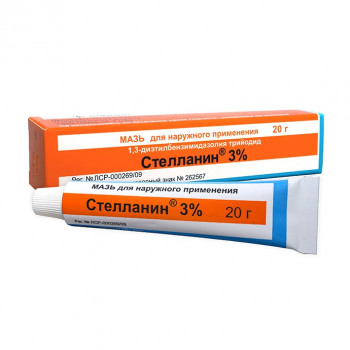 МАЗЬ для наружного применения 20 г
1,3-диэтилбензимидазолия трийодид
Стелланин® 3%
Рег. №ЛСР-000269/09
знак № 262567
МАЗЬ для наружного применения
Стелланин® 3% 20 г